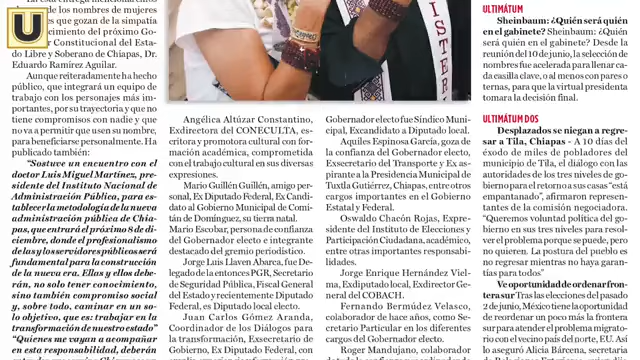 nombres de los nombres de mujeres
es que gozan de la simpatía
cimiento del próximo Go-
or Constitucional del Esta-
do Libre y Soberano de Chiapas, Dr.
Eduardo Ramírez Aguilar.
Aunque reiteradamente ha hecho
público, que integrará un equipo de
trabajo con los personajes más im-
portantes, por su trayectoria y que no
tiene compromisos con nadie y que
no va a permitir que usen su nombre,
para beneficiarse personalmente. Ha
publicado también:
“Sostuve un encuentro con el
doctor Luis Miguel Martínez, pre-
sidente del Instituto Nacional de
Administración Pública, para es-
tablecer la metodología de la nueva
administración pública de Chia-
pas, que entrará el próximo 8 de di-
ciembre, donde el profesionalismo
de las y los servidores públicos será
fundamental para la construcción
de la nueva era. Ellas y ellos debe-
rán, no solo tener conocimiento,
sino también compromiso social
y, sobre todo, caminar en un so-
lo objetivo, que es: trabajar en la
transformación de nuestro estado”
“Quienes me vayan a acompañar
en esta responsabilidad, deberán
U
Angélica Altúzar Constantino,
Exdirectora del CONECULTA, es-
critora y promotora cultural con for-
mación académica, comprometida
con el trabajo cultural en sus diversas
expresiones.
Mario Guillén Guillén, amigo per-
sonal, Ex Diputado Federal, Ex Can-
didato al Gobierno Municipal de Comi-
tán de Domínguez, su tierra natal.
Mario Escobar, persona de confianza
del Gobernador electo e integrante
destacado del gremio periodístico.
Jorge Luis Llaven Abarca, fue De-
legado de la entonces PGR, Secretario
de Seguridad Pública, Fiscal General
del Estado y recientemente Diputado
Federal, es Diputado local electo.
Juan Carlos Gómez Aranda,
Coordinador de los Diálogos para
la transformación, Exsecretario de
Gobierno, Ex Diputado Federal, con
Gobernador electo fue Síndico Muni-
cipal, Excandidato a Diputado local.
Aquiles Espinosa García, goza de
la confianza del Gobernador electo,
Exsecretario del Transporte y Ex as-
pirante a la Presidencia Municipal de
Tuxtla Gutiérrez, Chiapas, entre otros
cargos importantes en el Gobierno
Estatal y Federal.
Oswaldo Chacón Rojas, Expre-
sidente del Instituto de Elecciones y
Participación Ciudadana, académico,
entre otras importantes responsabi-
lidades.
Jorge Enrique Hernández Viel-
ma, Exdiputado local, Exdirector Gene-
ral del COBACH.
Fernando Bermúdez Velasco,
colaborador de hace años, como Se-
cretario Particular en los diferentes
cargos del Gobernador electo.
Roger Mandujano, colaborador
ULTIMÁTUM
Sheinbaum: ¿Quién será quien
en el gabinete? Sheinbaum: ¿Quién
será quién en el gabinete? Desde la
reunión del 10 de junio, la selección de
nombres fue acelerada para llenar ca-
da casilla clave, o al menos con pares o
ternas, para que la virtual presidenta
tomara la decisión final.
ULTIMÁTUM DOS
Desplazados se niegan a regre-
sar a Tila, Chiapas - A 10 días del
éxodo de miles de pobladores del
municipio de Tila, el diálogo con las
autoridades de los tres niveles de go-
bierno para el retorno a sus casas “está
empantanado”, afirmaron represen-
tantes de la comisión negociadora.
“Queremos voluntad política del go-
bierno en sus tres niveles para resol-
ver el problema porque se puede, pero
no quieren. La postura del pueblo es
no regresar mientras no haya garan-
tías para todos”
Ve oportunidad de ordenar fron-
tera sur Tras las elecciones del pasado
2 de junio, México tiene la oportunidad
de reordenar un poco más la frontera
sur para atender el problema migrato-
rio con el vecino país del norte, EU. Así
lo aseguró Alicia Bárcena, secretaria